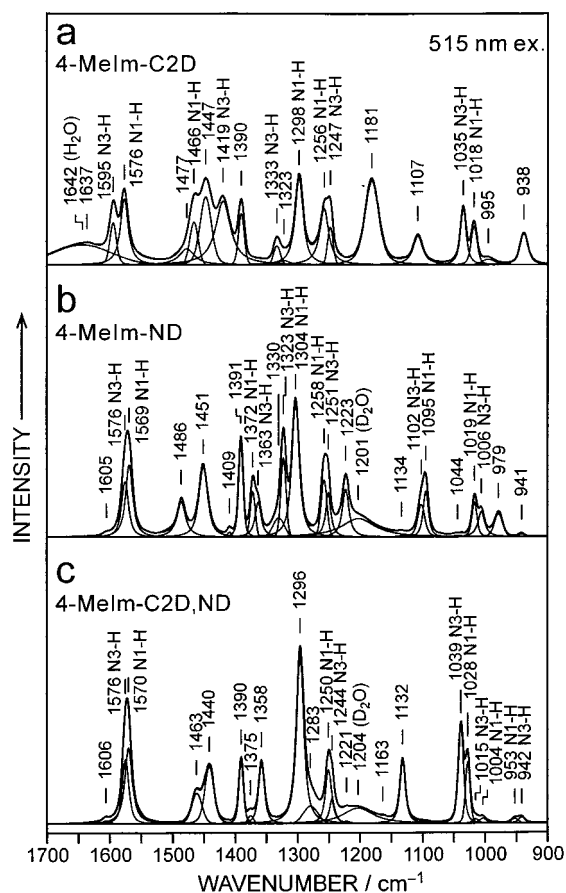 a
4-MeIm-C2D
515 nm ex.
1642 (H₂O)
1637
1595 N3-H
1576 N1-H
1477
1466 N1-H
1447
1419 N3-H
1390
1333 N3-H
1323
1298 N1-H
1256 N1-H
1247 N3-H
1181
1107
1035 N3-H
1018 N1-H
995
938
b
4-MeIm-ND
1605
1576 N3-H
1569 N1-H
1486
1451
1409
1391
1372 N1-H
1363 N3-H
1330
1323 N3-H
1304 N1-H
1258 N1-H
1251 N3-H
1223
1201 (D₂O)
1134
1102 N3-H
1095 N1-H
1044
1019 N1-H
1006 N3-H
979
941
c
4-MeIm-C2D,ND
1606
1576 N3-H
1570 N1-H
1463
1440
1390
1375
1358
1296
1283
1250 N1-H
1244 N3-H
1221
1204 (D₂O)
1163
1132
1039 N3-H
1028 N1-H
1015 N3-H
1004 N1-H
953 N1-H
942 N3-H
INTENSITY
1700 1600 1500 1400 1300 1200 1100 1000 900
WAVENUMBER / cm⁻¹